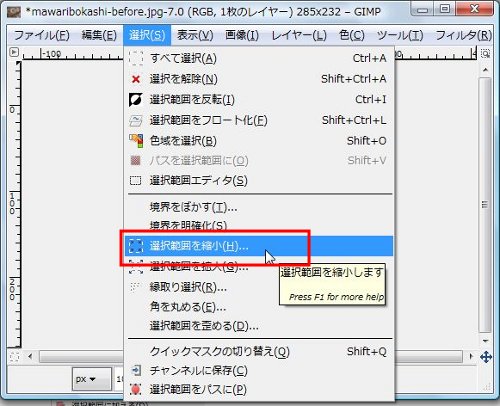 *mawaribokashi-before.jpg-7.0 (RGB, 1枚のレイヤー) 285x232 – GIMP
ファイル(F) 編集(E) 選択(S) 表示(V) 画像(I) レイヤー(L) 色(C) ツール(T) フィルタ(R)
-100 300
すべて選択(A) Ctrl+A
選択を解除(N) Shift+Ctrl+A
選択範囲を反転(I) Ctrl+I
選択範囲をフロート化(F) Shift+Ctrl+L
色域を選択(B) Shift+O
パスを選択範囲に(O) Shift+V
選択範囲エディタ(S)
境界をぼかす(T)...
境界を明確化(S)
選択範囲を縮小(H)...
選択範囲を拡大(G)...
選択範囲を縮小します
Press F1 for more help
縁取り選択(R)...
角を丸める(E)...
選択範囲を歪める(D)...
クイックマスクの切り替え(Q) Shift+Q
チャンネルに保存(C)
選択範囲をパスに(P)
0
100
200
px